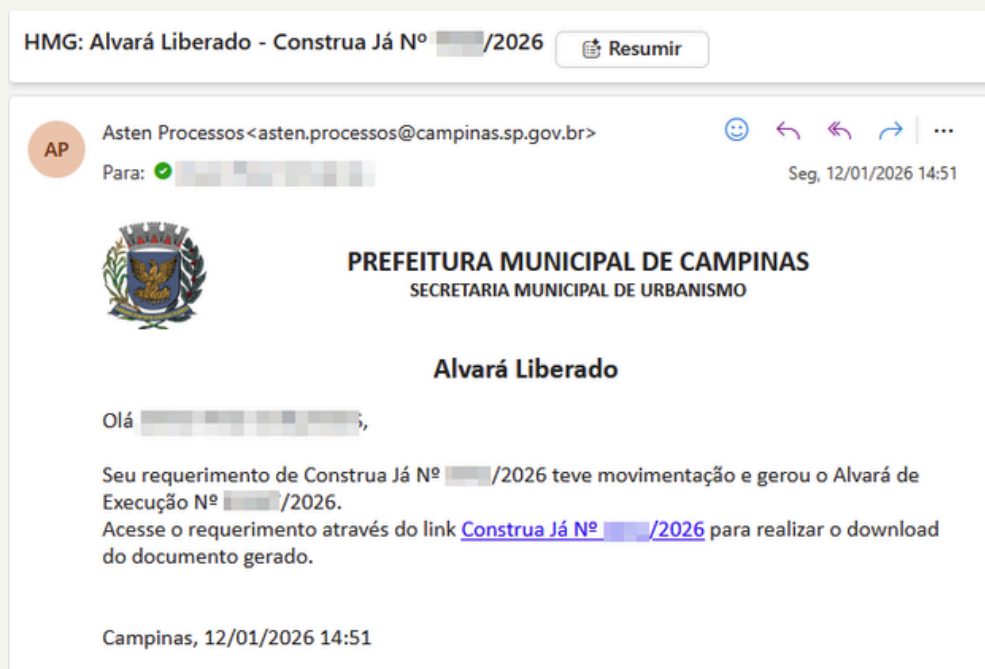 HMG: Alvará Liberado - Construa Já Nº /2026
Resumir
AP
Asten Processos<asten.processos@campinas.sp.gov.br>
Para:
Seg, 12/01/2026 14:51
PREFEITURA MUNICIPAL DE CAMPINAS
SECRETARIA MUNICIPAL DE URBANISMO
Alvará Liberado
Olá ,
Seu requerimento de Construa Já Nº /2026 teve movimentação e gerou o Alvará de
Execução Nº /2026.
Acesse o requerimento através do link Construa Já Nº /2026 para realizar o download
do documento gerado.
Campinas, 12/01/2026 14:51